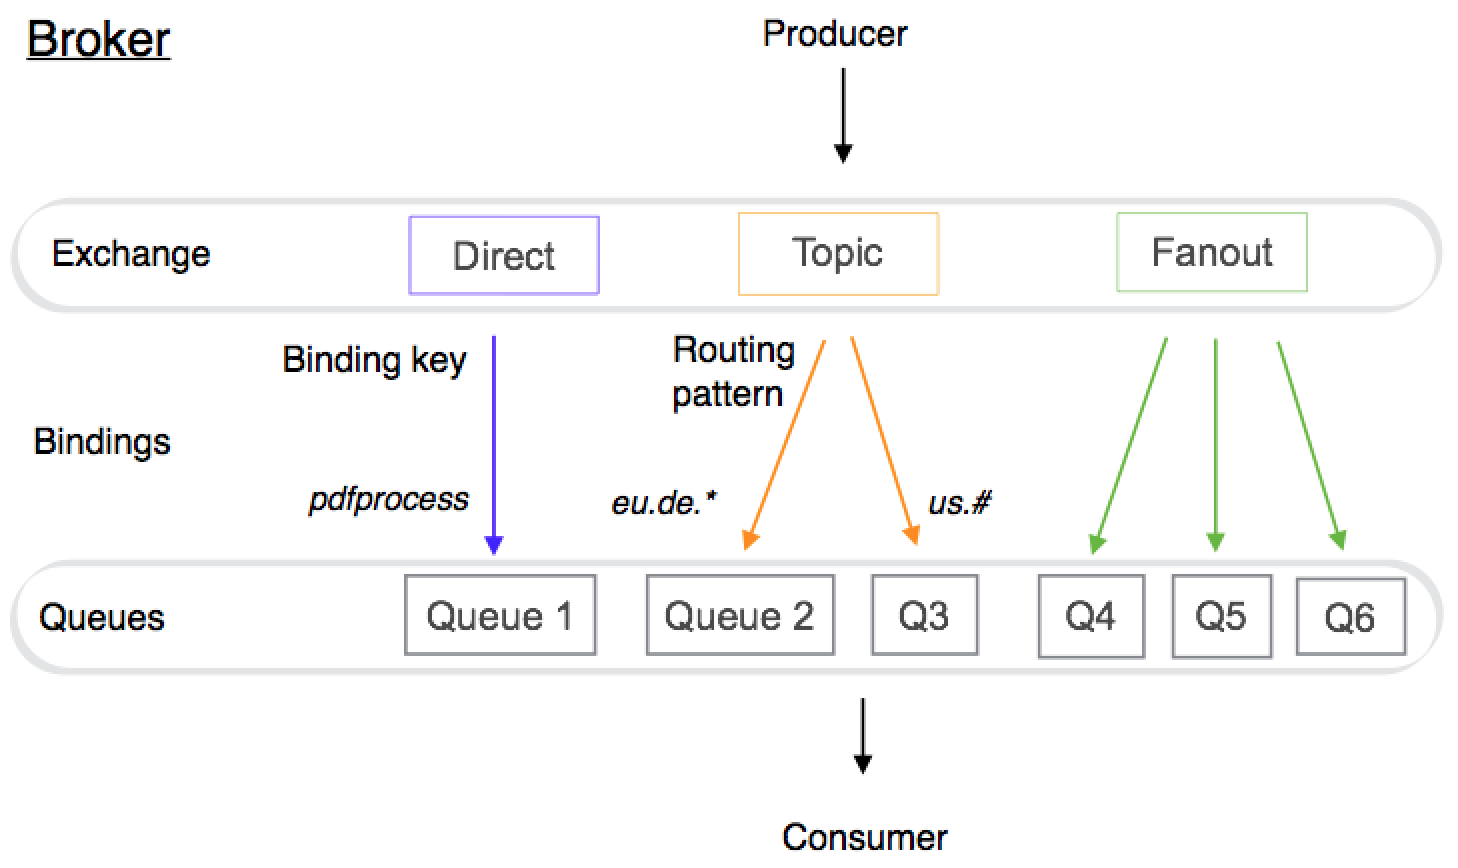 Broker
Producer
Exchange
Direct
Topic
Fanout
Binding key
Routing
pattern
Bindings
pdfprocess
eu.de.*
us.#
Queues
Queue 1
Queue 2
Q3
Q4
Q5
Q6
Consumer